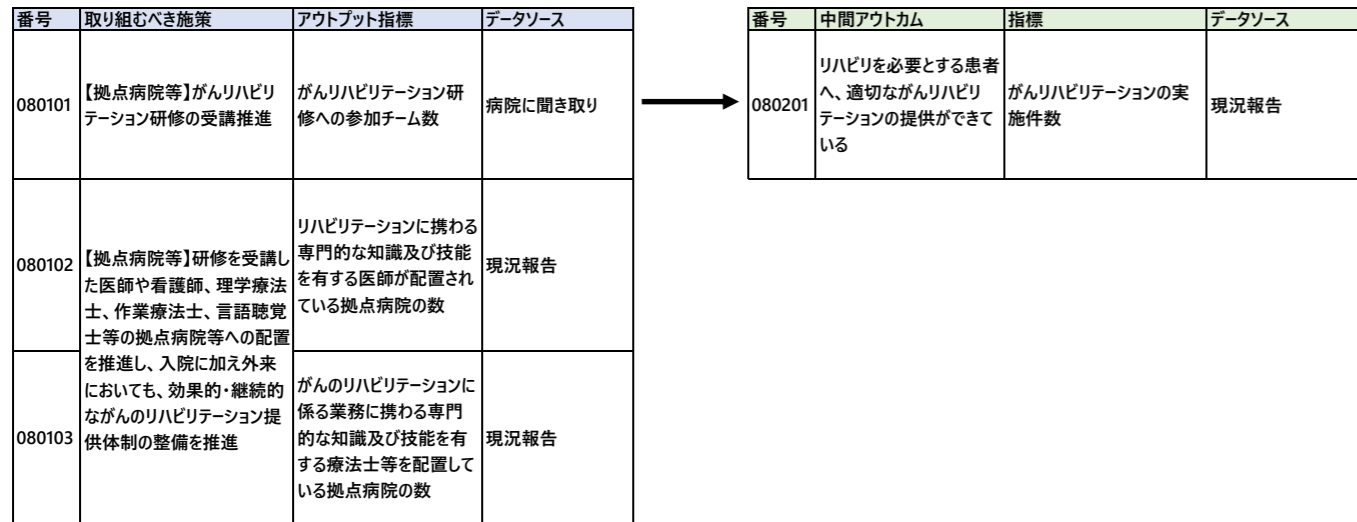 番号 取り組むべき施策 アウトプット指標 データソース
080101
【拠点病院等】がんリハビリ
テーション研修の受講推進
がんリハビリテーション研
修への参加チーム数
病院に聞き取り
080102
【拠点病院等】研修を受講し
た医師や看護師、理学療法
士、作業療法士、言語聴覚
士等の拠点病院等への配置
を推進し、入院に加え外来
においても、効果的・継続的
ながんのリハビリテーション提
供体制の整備を推進
リハビリテーションに携わる
専門的な知識及び技能
を有する医師が配置され
ている拠点病院の数
現況報告
080103
がんのリハビリテーションに
係る業務に携わる専門
的な知識及び技能を有
する療法士等を配置して
いる拠点病院の数
現況報告
番号 中間アウトカム 指標 データソース
080201
リハビリを必要とする患者
へ、適切ながんリハビリ
テーションの提供ができて
いる
がんリハビリテーションの実
施件数
現況報告